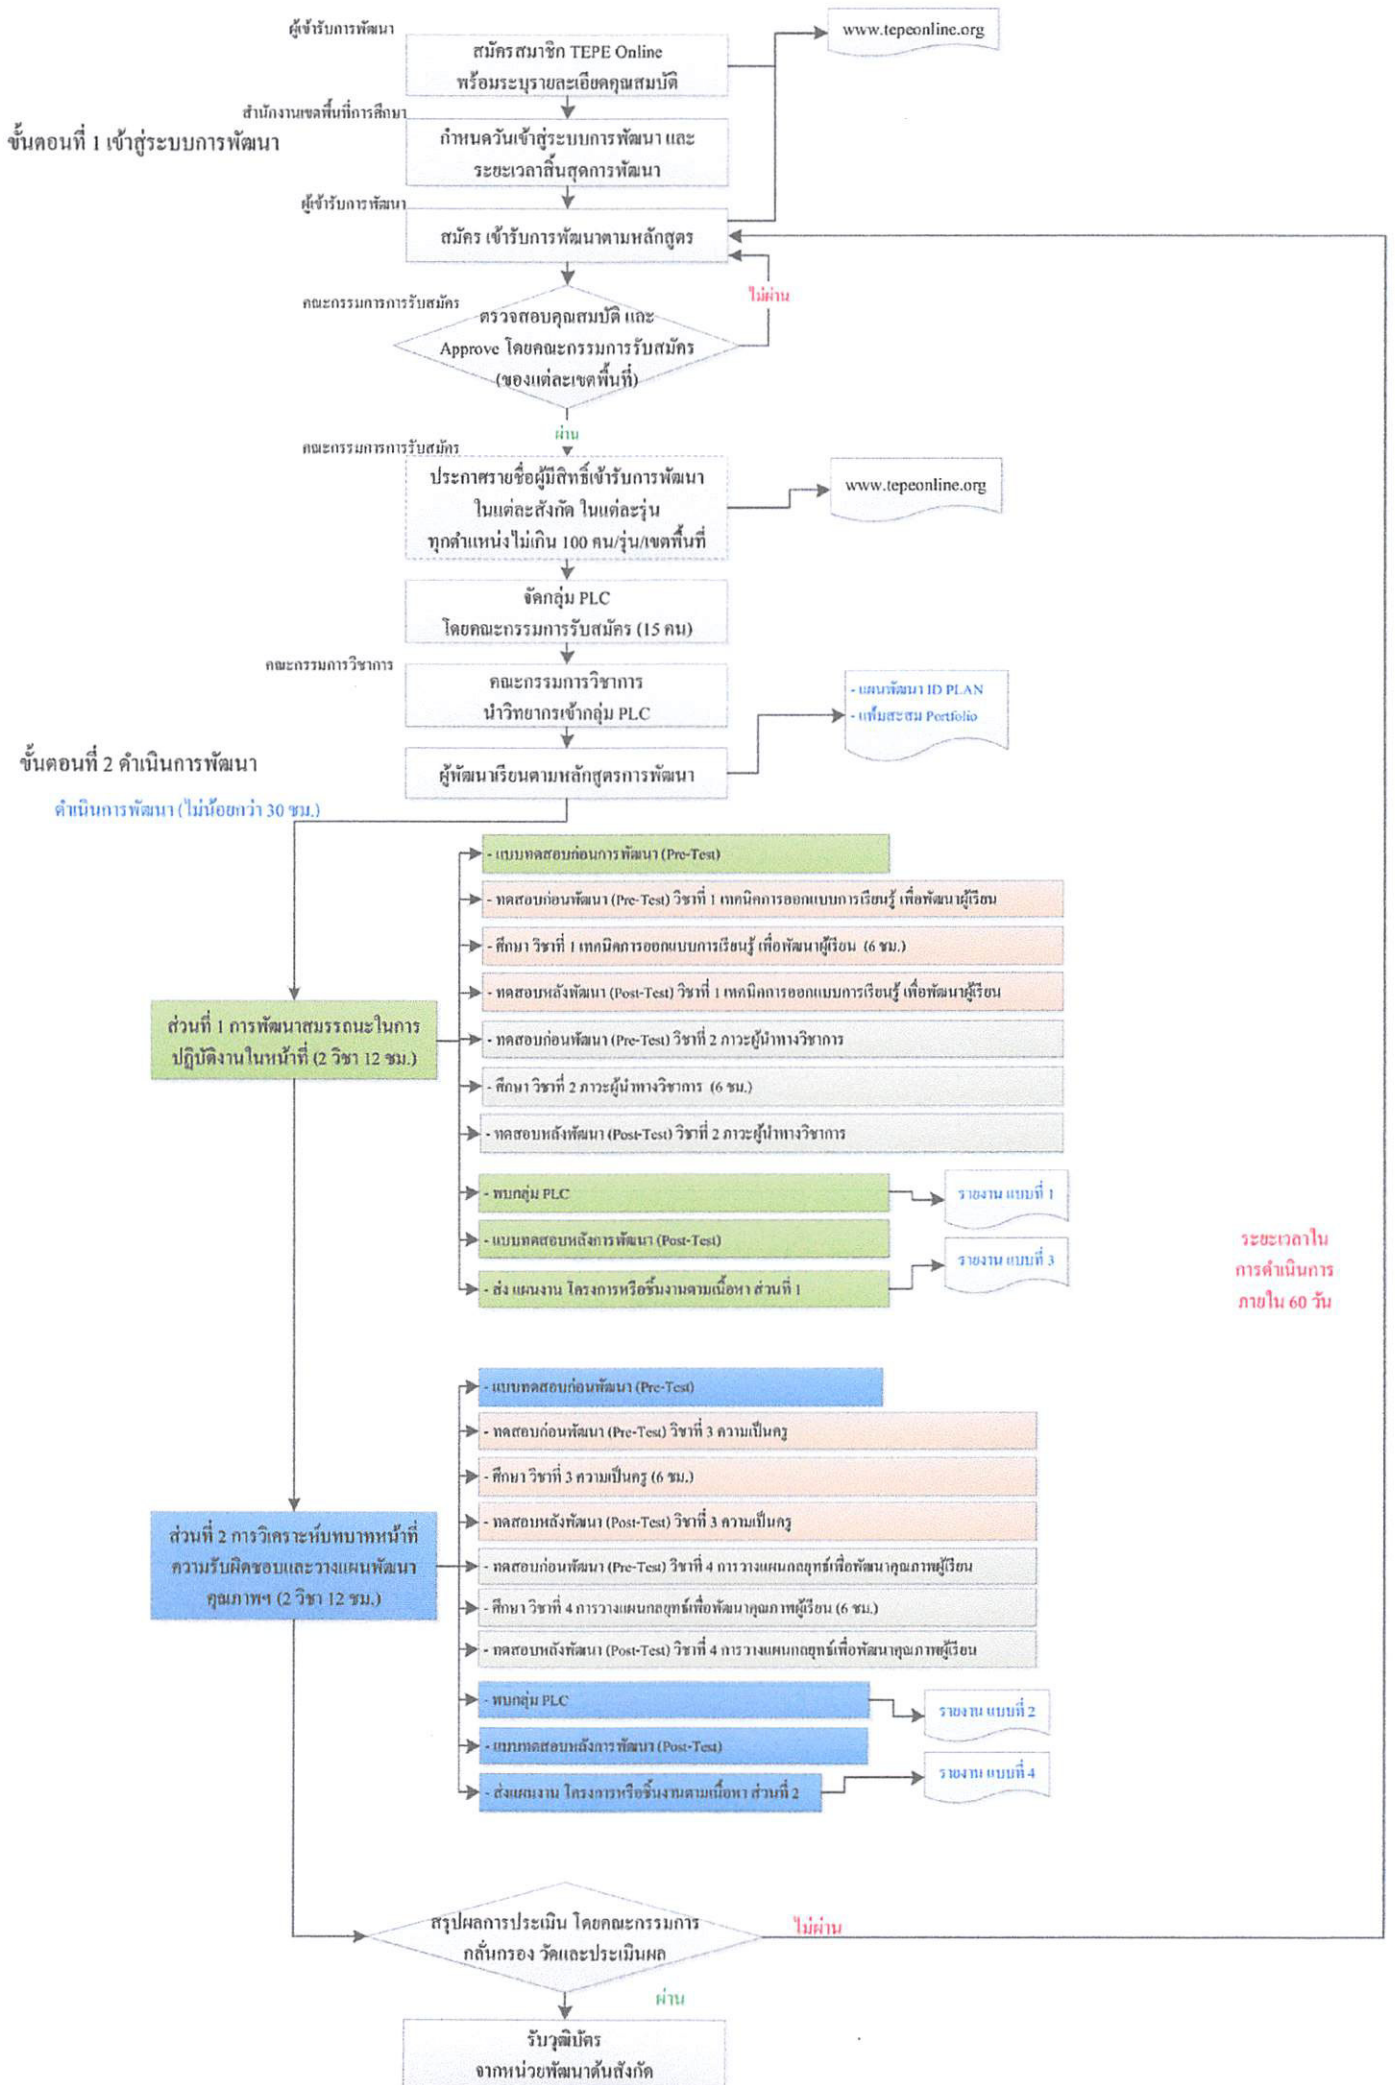 ผู้เข้ารับการพัฒนา
สมัครสมาชิก TEPE Online
พร้อมระบุรายละเอียดคุณสมบัติ
www.tepeonline.org
สำนักงานเขตพื้นที่การศึกษา
ขั้นตอนที่ 1 เข้าสู่ระบบการพัฒนา
กำหนดวันเข้าสู่ระบบการพัฒนา และ
ระยะเวลาสิ้นสุดการพัฒนา
ผู้เข้ารับการพัฒนา
สมัคร เข้ารับการพัฒนาตามหลักสูตร
ไม่ผ่าน
คณะกรรมการการรับสมัคร
ตรวจสอบคุณสมบัติ และ
Approve โดยคณะกรรมการรับสมัคร
(ของแต่ละเขตพื้นที่)
ผ่าน
คณะกรรมการการรับสมัคร
ประกาศรายชื่อผู้มีสิทธิ์เข้ารับการพัฒนา
ในแต่ละสังกัด ในแต่ละรุ่น
ทุกตำแหน่งไม่เกิน 100 คน/รุ่น/เขตพื้นที่
www.tepeonline.org
จัดกลุ่ม PLC
โดยคณะกรรมการรับสมัคร (15 คน)
คณะกรรมการวิชาการ
คณะกรรมการวิชาการ
นำวิทยากรเข้ากลุ่ม PLC
- แผนพัฒนา ID PLAN
- แฟ้มสะสม Portfolio
ขั้นตอนที่ 2 ดำเนินการพัฒนา
ผู้พัฒนาเรียนตามหลักสูตรการพัฒนา
ดำเนินการพัฒนา (ไม่น้อยกว่า 30 ชม.)
- แบบทดสอบก่อนการพัฒนา (Pre-Test)
- ทดสอบก่อนพัฒนา (Pre-Test) วิชาที่ 1 เทคนิคการออกแบบการเรียนรู้ เพื่อพัฒนาผู้เรียน
- ศึกษา วิชาที่ 1 เทคนิคการออกแบบการเรียนรู้ เพื่อพัฒนาผู้เรียน (6 ชม.)
- ทดสอบหลังพัฒนา (Post-Test) วิชาที่ 1 เทคนิคการออกแบบการเรียนรู้ เพื่อพัฒนาผู้เรียน
ส่วนที่ 1 การพัฒนาสมรรถนะในการ
ปฏิบัติงานในหน้าที่ (2 วิชา 12 ชม.)
- ทดสอบก่อนพัฒนา (Pre-Test) วิชาที่ 2 ภาวะผู้นำทางวิชาการ
- ศึกษา วิชาที่ 2 ภาวะผู้นำทางวิชาการ (6 ชม.)
- ทดสอบหลังพัฒนา (Post-Test) วิชาที่ 2 ภาวะผู้นำทางวิชาการ
- พบกลุ่ม PLC
รายงาน แบบที่ 1
- แบบทดสอบหลังการพัฒนา (Post-Test)
รายงาน แบบที่ 3
- ส่ง แผนงาน โครงการหรือชิ้นงานตามเนื้อหา ส่วนที่ 1
ระยะเวลาใน
การดำเนินการ
ภายใน 60 วัน
- แบบทดสอบก่อนพัฒนา (Pre-Test)
- ทดสอบก่อนพัฒนา (Pre-Test) วิชาที่ 3 ความเป็นครู
- ศึกษา วิชาที่ 3 ความเป็นครู (6 ชม.)
- ทดสอบหลังพัฒนา (Post-Test) วิชาที่ 3 ความเป็นครู
ส่วนที่ 2 การวิเคราะห์บทบาทหน้าที่
ความรับผิดชอบและวางแผนพัฒนา
คุณภาพฯ (2 วิชา 12 ชม.)
- ทดสอบก่อนพัฒนา (Pre-Test) วิชาที่ 4 การวางแผนกลยุทธ์เพื่อพัฒนาคุณภาพผู้เรียน
- ศึกษา วิชาที่ 4 การวางแผนกลยุทธ์เพื่อพัฒนาคุณภาพผู้เรียน (6 ชม.)
- ทดสอบหลังพัฒนา (Post-Test) วิชาที่ 4 การวางแผนกลยุทธ์เพื่อพัฒนาคุณภาพผู้เรียน
- พบกลุ่ม PLC
รายงาน แบบที่ 2
- แบบทดสอบหลังการพัฒนา (Post-Test)
รายงาน แบบที่ 4
- ส่งแผนงาน โครงการหรือชิ้นงานตามเนื้อหา ส่วนที่ 2
สรุปผลการประเมิน โดยคณะกรรมการ
กลั่นกรอง วัดและประเมินผล
ไม่ผ่าน
ผ่าน
รับวุฒิบัตร
จากหน่วยพัฒนาต้นสังกัด